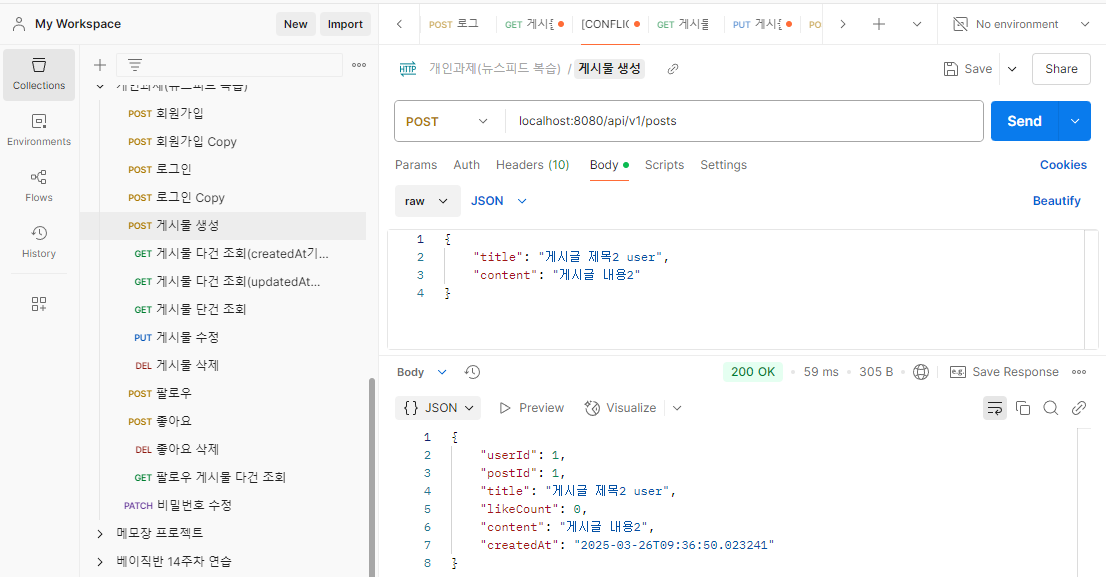 My Workspace
New
Import
POST 로그
GET 게시물
[CONFLIC
GET 게시물
PUT 게시물
PO
No environment
Collections
Environments
Flows
History
개인과제(뉴스피드 복습)
POST 회원가입
POST 회원가입 Copy
POST 로그인
POST 로그인 Copy
POST 게시물 생성
GET 게시물 다건 조회(createdAt기...
GET 게시물 다건 조회(updatedAt...
GET 게시물 단건 조회
PUT 게시물 수정
DEL 게시물 삭제
POST 팔로우
POST 좋아요
DEL 좋아요 삭제
GET 팔로우 게시물 다건 조회
PATCH 비밀번호 수정
메모장 프로젝트
베이직반 14주차 연습
HTTP 개인과제(뉴스피드 복습) / 게시물 생성
Save
Share
POST localhost:8080/api/v1/posts
Send
Params Auth Headers (10) Body Scripts Settings
Cookies
raw JSON
Beautify
1 {
2 "title": "게시글 제목2 user",
3 "content": "게시글 내용2"
4 }
Body
200 OK • 59 ms • 305 B •
e.g. Save Response
{} JSON Preview Visualize
1 {
2 "userId": 1,
3 "postId": 1,
4 "title": "게시글 제목2 user",
5 "likeCount": 0,
6 "content": "게시글 내용2",
7 "createdAt": "2025-03-26T09:36:50.023241"
8 }